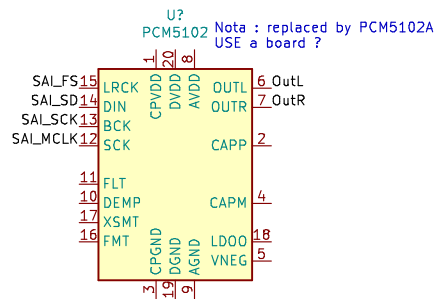 U?
PCM5102
Nota : replaced by PCM5102A
USE a board ?
1 20 8
CPVDD DVDD AVDD
SAI_FS 15 LRCK OUTL 6 OutL
SAI_SD 14 DIN OUTR 7 OutR
SAI_SCK 13 BCK
SAI_MCLK 12 SCK CAPP 2
11 FLT
10 DEMP CAPM 4
17 XSMT
16 FMT LDOO 18
VNEG 5
CPGND DGND AGND
3 19 9